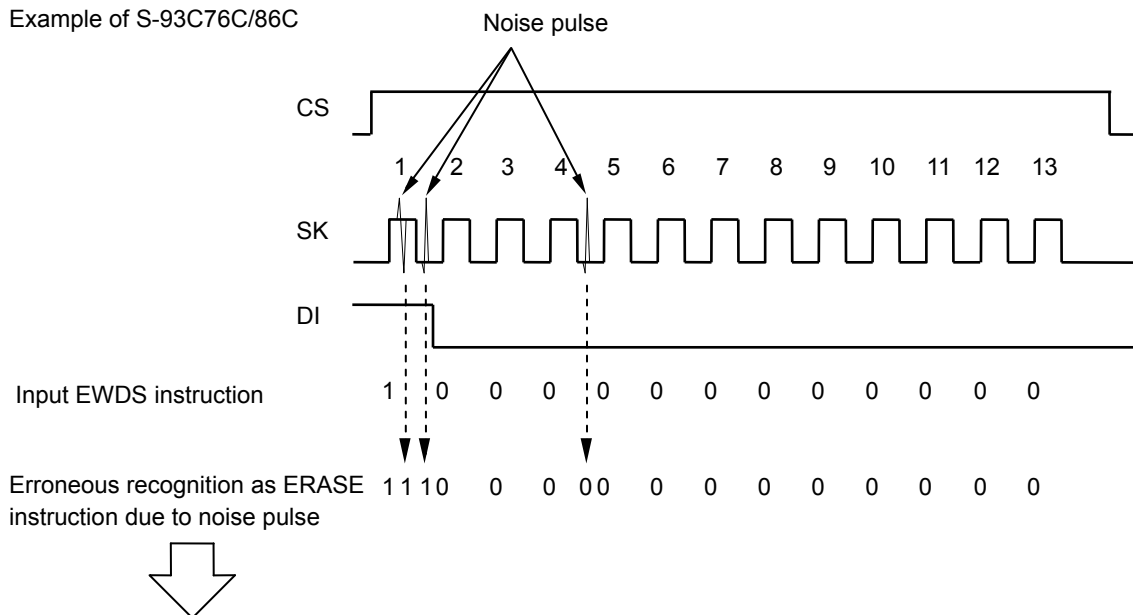 Example of S-93C76C/86C
Noise pulse
CS
1 2 3 4 5 6 7 8 9 10 11 12 13
SK
DI
Input EWDS instruction 1 0 0 0 0 0 0 0 0 0 0 0 0
Erroneous recognition as ERASE 1 1 1 0 0 0 0 0 0 0 0 0 0 0 0 0
instruction due to noise pulse